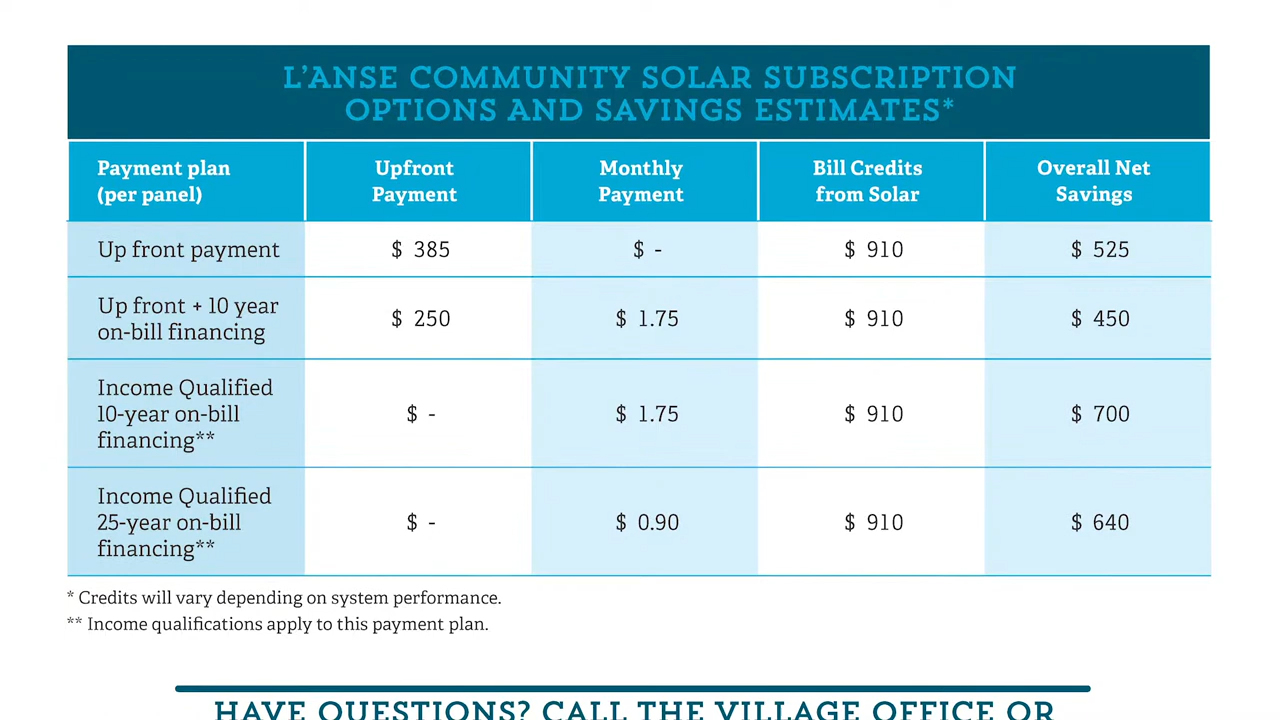 L'ANSE COMMUNITY SOLAR SUBSCRIPTION
OPTIONS AND SAVINGS ESTIMATES*
Payment plan
(per panel)
Upfront
Payment
Monthly
Payment
Bill Credits
from Solar
Overall Net
Savings
Up front payment
$ 385
$ -
$ 910
$ 525
Up front + 10 year
on-bill financing
$ 250
$ 1.75
$ 910
$ 450
Income Qualified
10-year on-bill
financing**
$ -
$ 1.75
$ 910
$ 700
Income Qualified
25-year on-bill
financing**
$ -
$ 0.90
$ 910
$ 640
* Credits will vary depending on system performance.
** Income qualifications apply to this payment plan.
HAVE QUESTIONS? CALL THE VILLAGE OFFICE OR